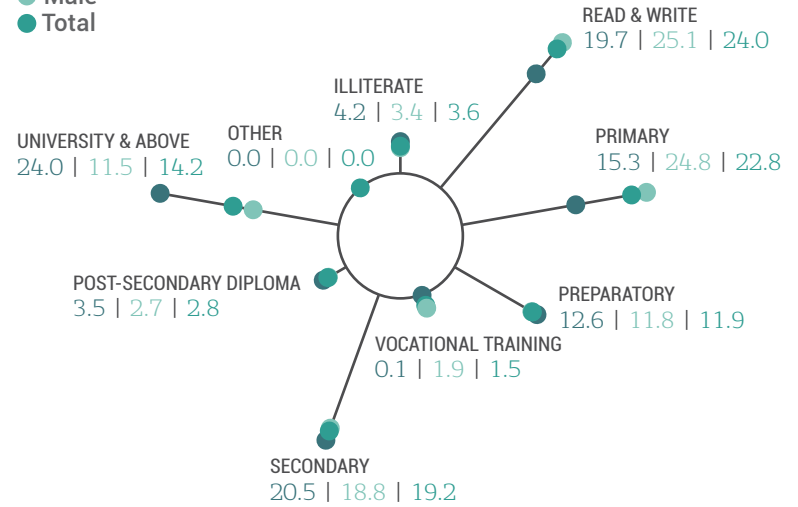 Male
Total
READ & WRITE
19.7 | 25.1 | 24.0
ILLITERATE
4.2 | 3.4 | 3.6
OTHER
0.0 | 0.0 | 0.0
UNIVERSITY & ABOVE
24.0 | 11.5 | 14.2
PRIMARY
15.3 | 24.8 | 22.8
POST-SECONDARY DIPLOMA
3.5 | 2.7 | 2.8
PREPARATORY
12.6 | 11.8 | 11.9
VOCATIONAL TRAINING
0.1 | 1.9 | 1.5
SECONDARY
20.5 | 18.8 | 19.2